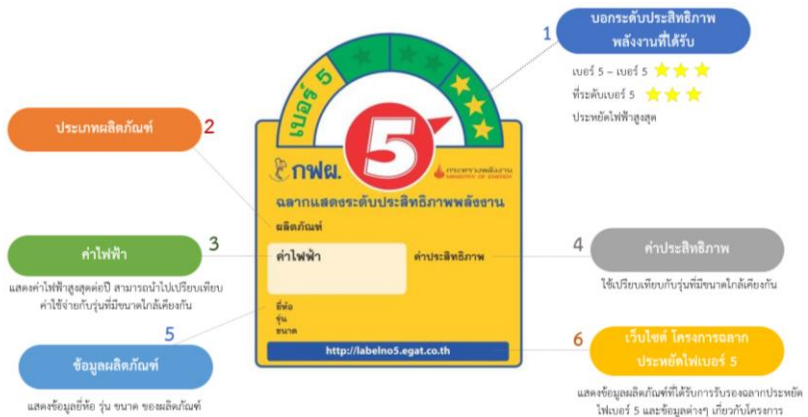 1
บอกระดับประสิทธิภาพ
พลังงานที่ได้รับ
เบอร์ 5 – เบอร์ 5
ที่ระดับเบอร์ 5
ประหยัดไฟฟ้าสูงสุด
ประเภทผลิตภัณฑ์
2
เบอร์ 5
5
กฟผ.
กระทรวงพลังงาน
MINISTRY OF ENERGY
ฉลากแสดงระดับประสิทธิภาพพลังงาน
ผลิตภัณฑ์
ค่าไฟฟ้า
ค่าประสิทธิภาพ
ยี่ห้อ
รุ่น
ขนาด
http://labelno5.egat.co.th
ค่าไฟฟ้า
3
แสดงค่าไฟฟ้าสูงสุดต่อปี สามารถนำไปเปรียบเทียบ
ค่าใช้จ่ายกับรุ่นที่มีขนาดใกล้เคียงกัน
4
ค่าประสิทธิภาพ
ใช้เปรียบเทียบกับรุ่นที่มีขนาดใกล้เคียงกัน
5
ข้อมูลผลิตภัณฑ์
แสดงข้อมูลยี่ห้อ รุ่น ขนาด ของผลิตภัณฑ์
6
เว็บไซต์ โครงการฉลาก
ประหยัดไฟเบอร์ 5
แสดงข้อมูลผลิตภัณฑ์ที่ได้รับการรับรองฉลากประหยัด
ไฟเบอร์ 5 และข้อมูลต่างๆ เกี่ยวกับโครงการ